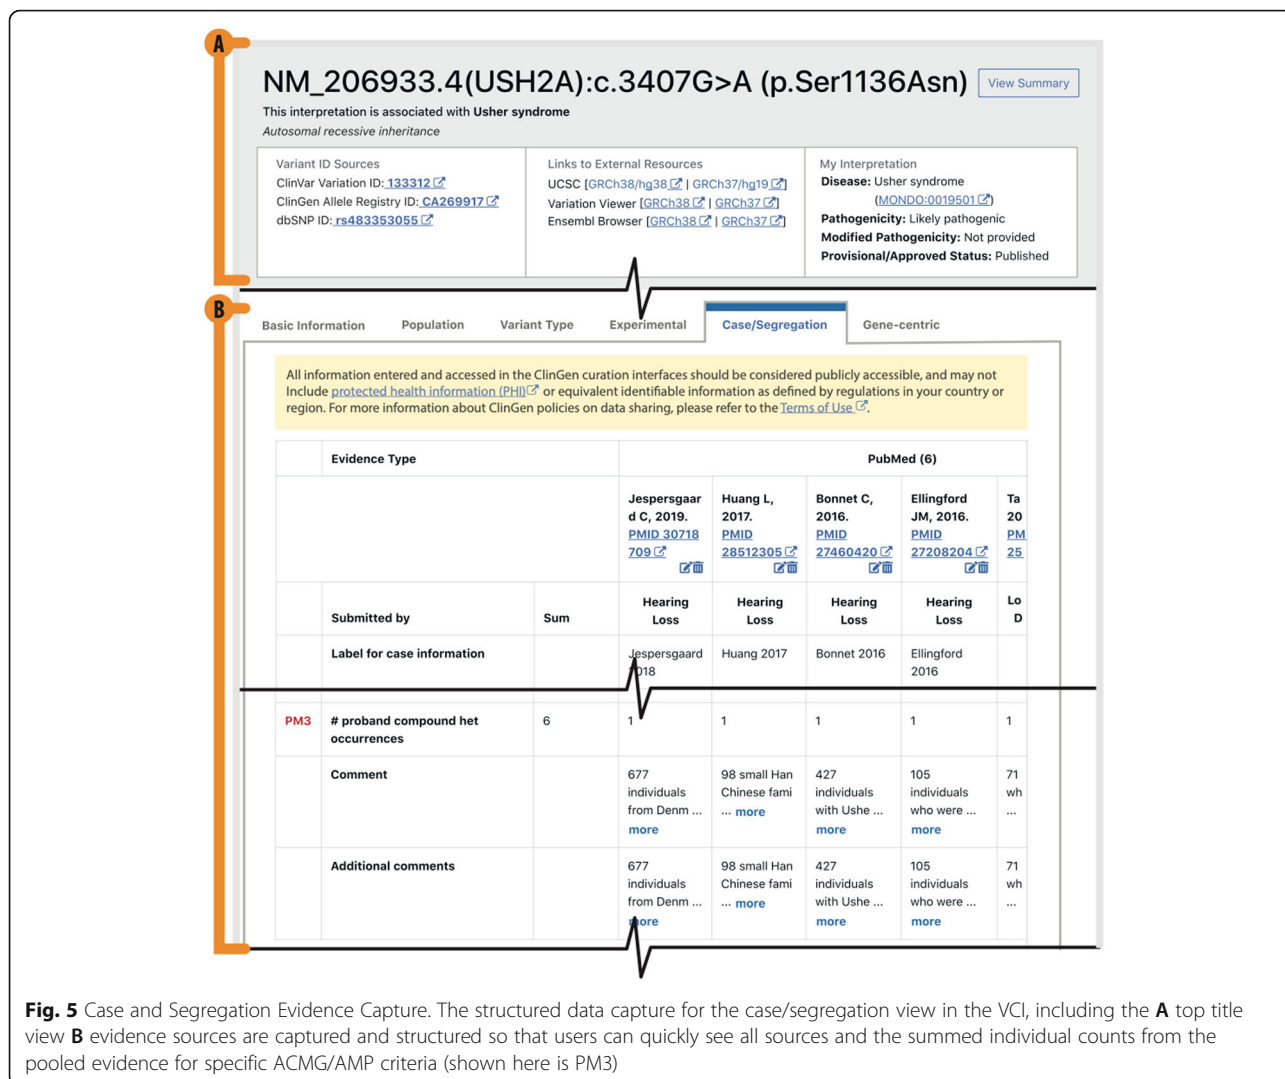 A
NM_206933.4(USH2A):c.3407G>A (p.Ser1136Asn)
View Summary
This interpretation is associated with Usher syndrome
Autosomal recessive inheritance
Variant ID Sources
ClinVar Variation ID: 133312
ClinGen Allele Registry ID: CA269917
dbSNP ID: rs483353055
Links to External Resources
UCSC [GRCh38/hg38 | GRCh37/hg19]
Variation Viewer [GRCh38 | GRCh37]
Ensembl Browser [GRCh38 | GRCh37]
My Interpretation
Disease: Usher syndrome
(MONDO:0019501)
Pathogenicity: Likely pathogenic
Modified Pathogenicity: Not provided
Provisional/Approved Status: Published
B
Basic Information Population Variant Type Experimental Case/Segregation Gene-centric
All information entered and accessed in the ClinGen curation interfaces should be considered publicly accessible, and may not
Include protected health information (PHI) or equivalent identifiable information as defined by regulations in your country or
region. For more information about ClinGen policies on data sharing, please refer to the Terms of Use.
Evidence Type PubMed (6)
Jespersgaar Huang L, Bonnet C, Ellingford Ta
d C, 2019. 2017. 2016. JM, 2016. 20
PMID 30718 PMID PMID PMID PM
709 28512305 27460420 27208204 25
Hearing Hearing Hearing Hearing Lo
Submitted by Sum Loss Loss Loss Loss D
Label for case information Jespersgaard Huang 2017 Bonnet 2016 Ellingford
2018 2016
PM3 # proband compound het 6 1 1 1 1 1
occurrences
Comment 677 98 small Han 427 105 71
individuals Chinese fami individuals individuals wh
from Denm ... ... more with Ushe ... who were ... ...
more more more
Additional comments 677 98 small Han 427 105 71
individuals Chinese fami individuals individuals wh
from Denm ... ... more with Ushe ... who were ... ...
more more more
Fig. 5 Case and Segregation Evidence Capture. The structured data capture for the case/segregation view in the VCI, including the A top title
view B evidence sources are captured and structured so that users can quickly see all sources and the summed individual counts from the
pooled evidence for specific ACMG/AMP criteria (shown here is PM3)